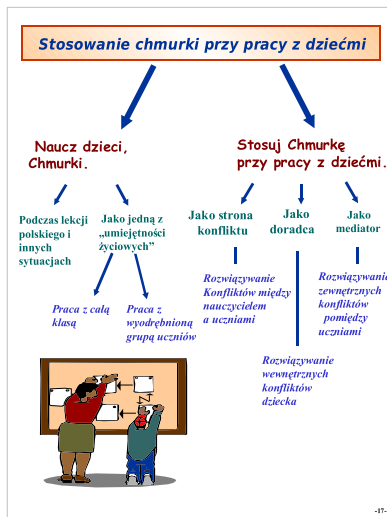 Stosowanie chmurki przy pracy z dziećmi
Naucz dzieci,
Chmurki.
Stosuj Chmurkę
przy pracy z dziećmi.
Podczas lekcji
polskiego i
innych
sytuacjach
Jako jedną z
„umiejętności
życiowych”
Jako strona
konfliktu
Jako
doradca
Jako
mediator
Praca z całą
klasą
Praca z
wyodrębnioną
grupą uczniów
Rozwiązywanie
Konfliktów między
nauczycielem
a uczniami
Rozwiązywanie
zewnętrznych
konfliktów
pomiędzy
uczniami
Rozwiązywanie
wewnętrznych
konfliktów
dziecka
-17-